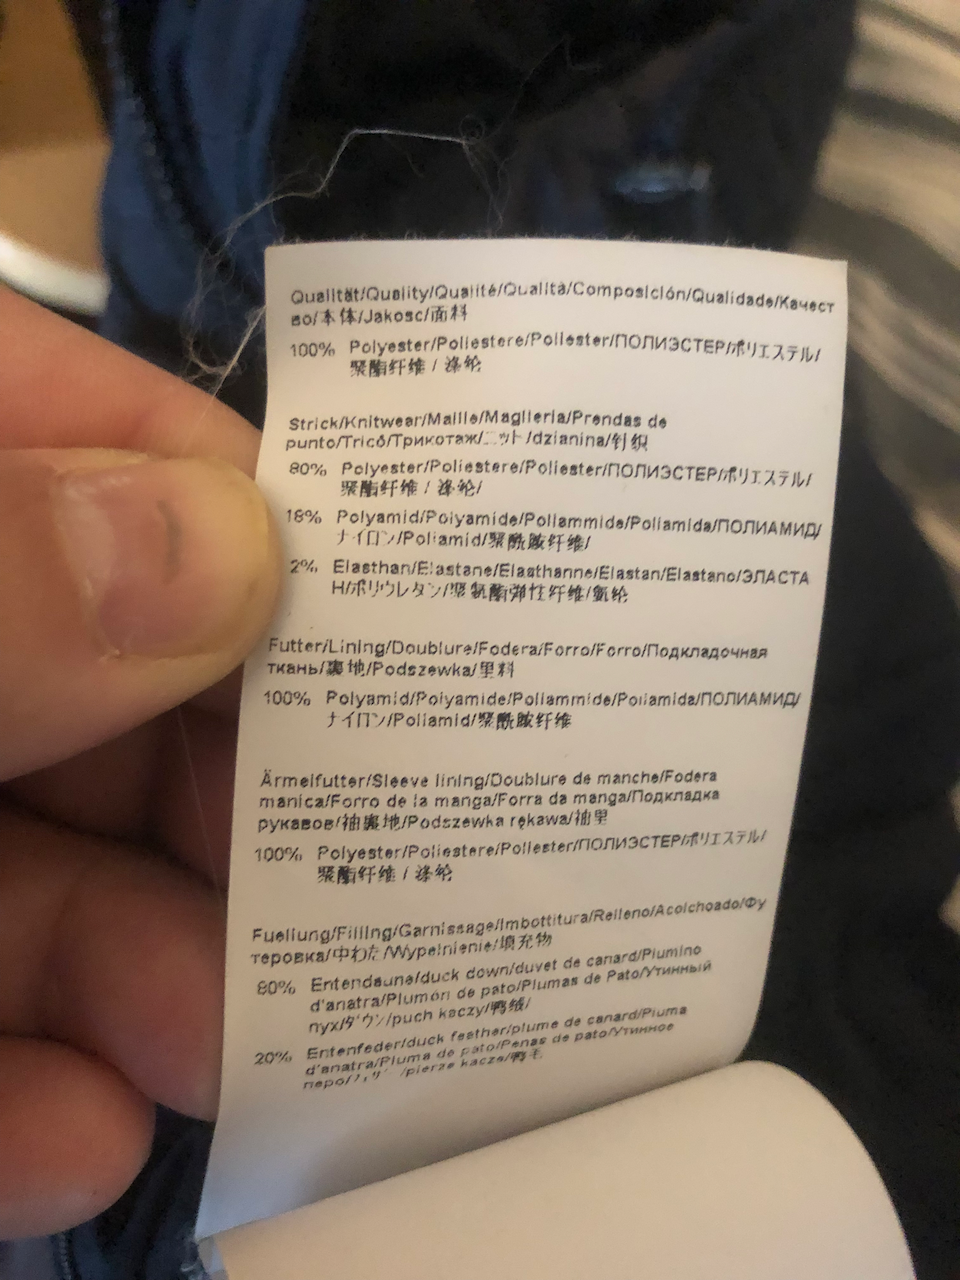 Qualität/Quality/Qualité/Qualità/Composición/Qualidade/Качест
во/本体/Jakosc/面料
100% Polyester/Poliestere/Poliester/ПОЛИЭСТЕР/ポリエステル/
聚酯纤维 / 涤纶
Strick/Knitwear/Maille/Maglieria/Prendas de
punto/Tricô/Трикотаж/ニット/dzianina/针织
80% Polyester/Poliestere/Poliester/ПОЛИЭСТЕР/ポリエステル/
聚酯纤维 / 涤纶/
18% Polyamid/Polyamide/Poliammide/Poliamida/ПОЛИАМИД/
ナイロン/Poliamid/聚酰胺纤维/
2% Elasthan/Elastane/Elasthanne/Elastan/Elastano/ЭЛАСТА
Н/ポリウレタン/聚氨酯弹性纤维/氨纶
Futter/Lining/Doublure/Fodera/Forro/Forro/Подкладочная
ткань/裏地/Podszewka/里料
100% Polyamid/Polyamide/Poliammide/Poliamida/ПОЛИАМИД/
ナイロン/Poliamid/聚酰胺纤维
Ärmelfutter/Sleeve lining/Doublure de manche/Fodera
manica/Forro de la manga/Forra da manga/Подкладка
рукавов/袖裏地/Podszewka rękawa/袖里
100% Polyester/Poliestere/Poliester/ПОЛИЭСТЕР/ポリエステル/
聚酯纤维 / 涤纶
Fuellung/Filling/Garnissage/Imbottitura/Relleno/Acolchoado/Фу
теровка/中わた/Wypelnienie/填充物
80% Entendaune/duck down/duvet de canard/Piumino
d'anatra/Plumón de pato/Plumas de Pato/Утинный
пух/ダウン/puch kaczy/鸭绒/
20% Entenfeder/duck feather/plume de canard/Piuma
d'anatra/Pluma de pato/Penas de pato/Утинное
перо/ /pierze kacze/鸭毛